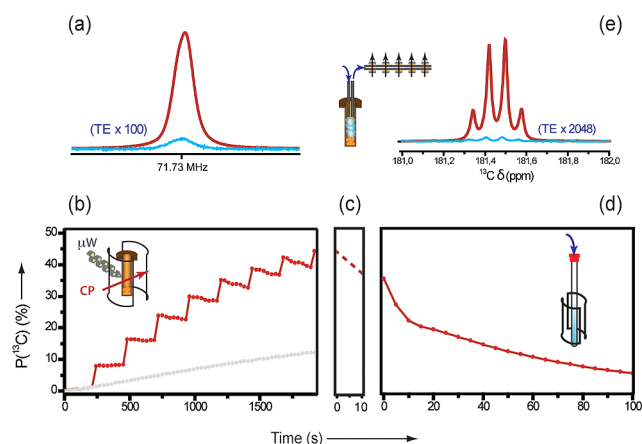 (a)
(e)
(TE x 100)
(TE x 2048)
71.73 MHz
181,0 181,2 181,4 181,6 181,8 182,0
¹³C δ (ppm)
(b)
(c)
(d)
50
40
30
20
10
0
P(¹³C) (%)
μW
CP
0 500 1000 1500
0 10
0 20 40 60 80 100
Time (s)